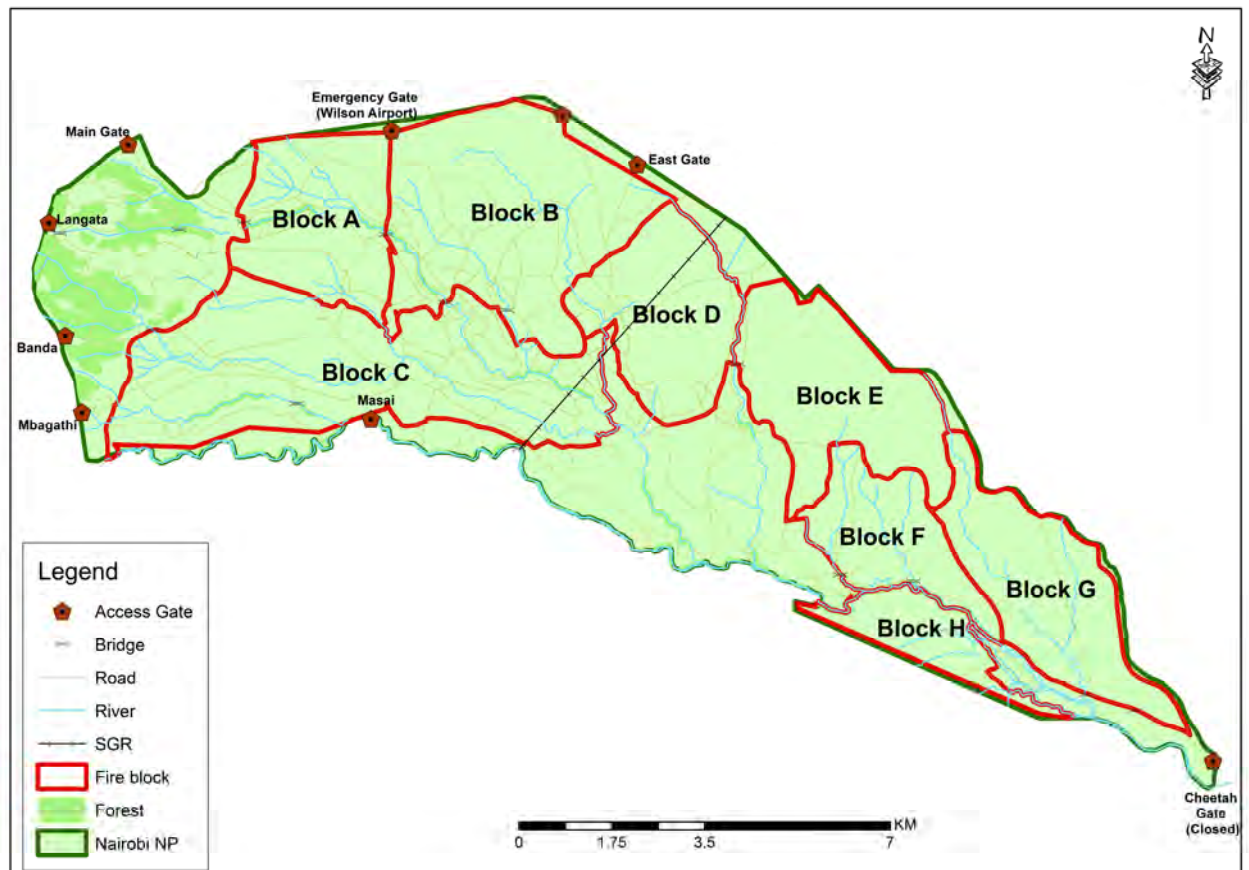 N
Emergency Gate
(Wilson Airport)
Main Gate
East Gate
Langata
Block A
Block B
Block D
Banda
Block C
Block E
Masai
Mbagathi
Block F
Block G
Block H
Legend
Access Gate
Bridge
Road
River
SGR
Fire block
Forest
Nairobi NP
KM
0 1.75 3.5 7
Cheetah
Gate
(Closed)